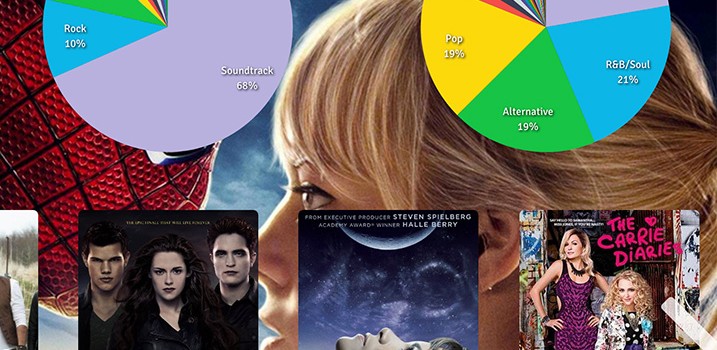 Rock
10%
Soundtrack
68%
Pop
19%
Alternative
19%
R&B/Soul
21%
THE EPIC FINALE THAT WILL LIVE FOREVER
FROM EXECUTIVE PRODUCER STEVEN SPIELBERG
ACADEMY AWARD® WINNER HALLE BERRY
THE
CARRIE
DIARIES